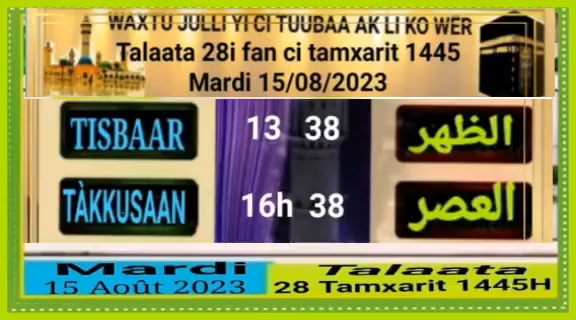 WAXTU JULLI YI CI TUUBAA AK LI KO WËR
Talaata 28i fan ci tamxarit 1445
Mardi 15/08/2023
TISBAAR 13 38 الظهر
TÀKKUSAAN 16h 38 العصر
Mardi Talaata
15 Août 2023 28 Tamxarit 1445H